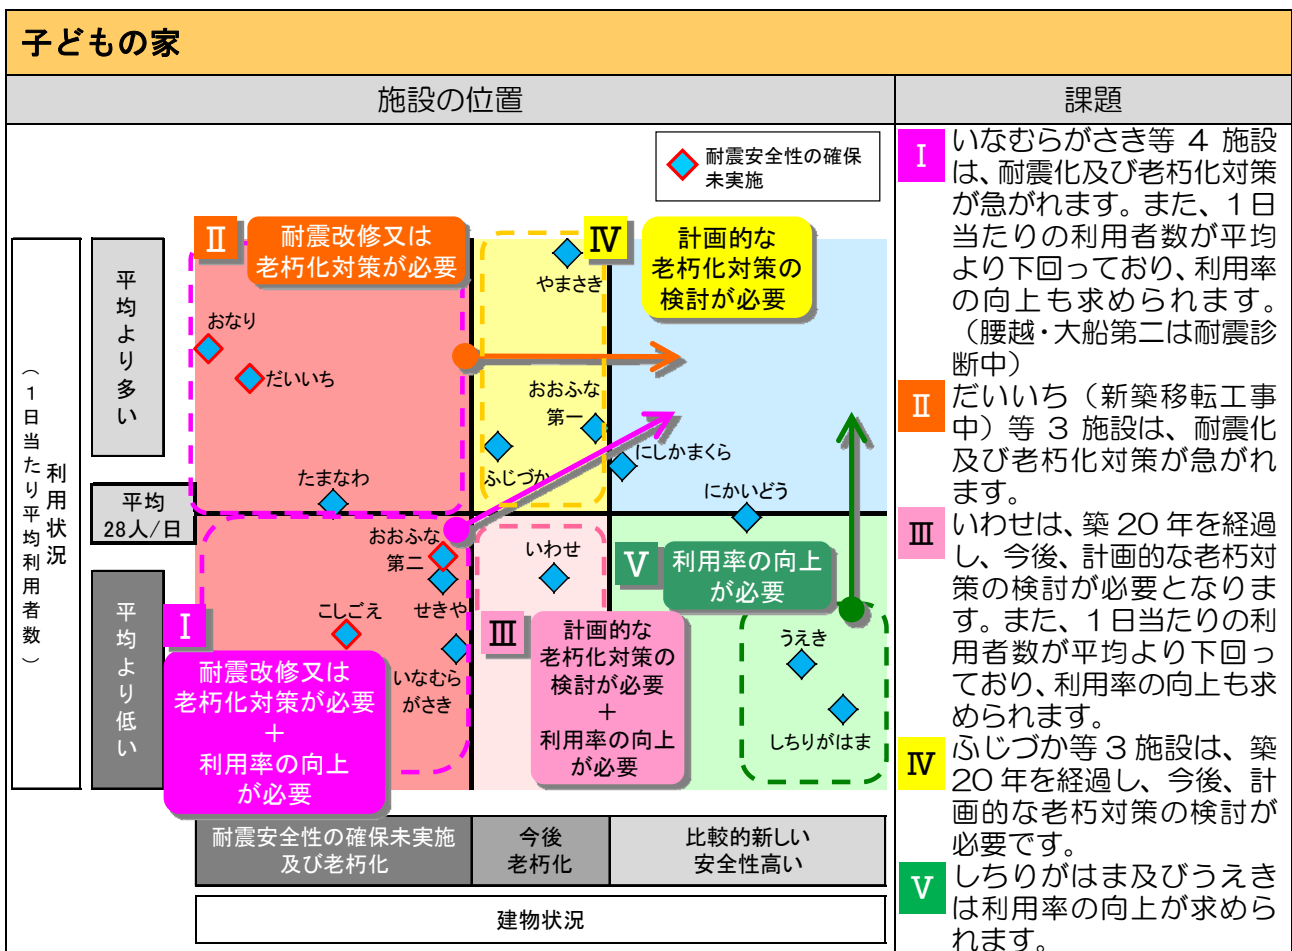 子どもの家
施設の位置
課題
耐震安全性の確保
未実施
Ⅱ
耐震改修又は
老朽化対策が必要
Ⅳ
計画的な
老朽化対策の
検討が必要
やまさき
おなり
だいいち
おおふな
第一
ふじづか
にしかまくら
たまなわ
にかいどう
おおふな
第二
せきや
こしごえ
いなむら
がさき
いわせ
Ⅴ
利用率の向上
が必要
うえき
しちりがはま
Ⅰ
耐震改修又は
老朽化対策が必要
＋
利用率の向上
が必要
Ⅲ
計画的な
老朽化対策の
検討が必要
＋
利用率の向上
が必要
利用状況
（1日当たり平均利用者数）
平均より多い
平均
28人/日
平均より低い
耐震安全性の確保未実施
及び老朽化
今後
老朽化
比較的新しい
安全性高い
建物状況
Ⅰ
いなむらがさき等 4 施設
は、耐震化及び老朽化対策
が急がれます。また、1日
当たりの利用者数が平均
より下回っており、利用率
の向上も求められます。
（腰越・大船第二は耐震診
断中）
Ⅱ
だいいち（新築移転工事
中）等 3 施設は、耐震化
及び老朽化対策が急がれ
ます。
Ⅲ
いわせは、築 20 年を経過
し、今後、計画的な老朽対
策の検討が必要となりま
す。また、1日当たりの利
用者数が平均より下回っ
ており、利用率の向上も求
められます。
Ⅳ
ふじづか等 3 施設は、築
20 年を経過し、今後、計
画的な老朽対策の検討が
必要です。
Ⅴ
しちりがはま及びうえき
は利用率の向上が求めら
れます。